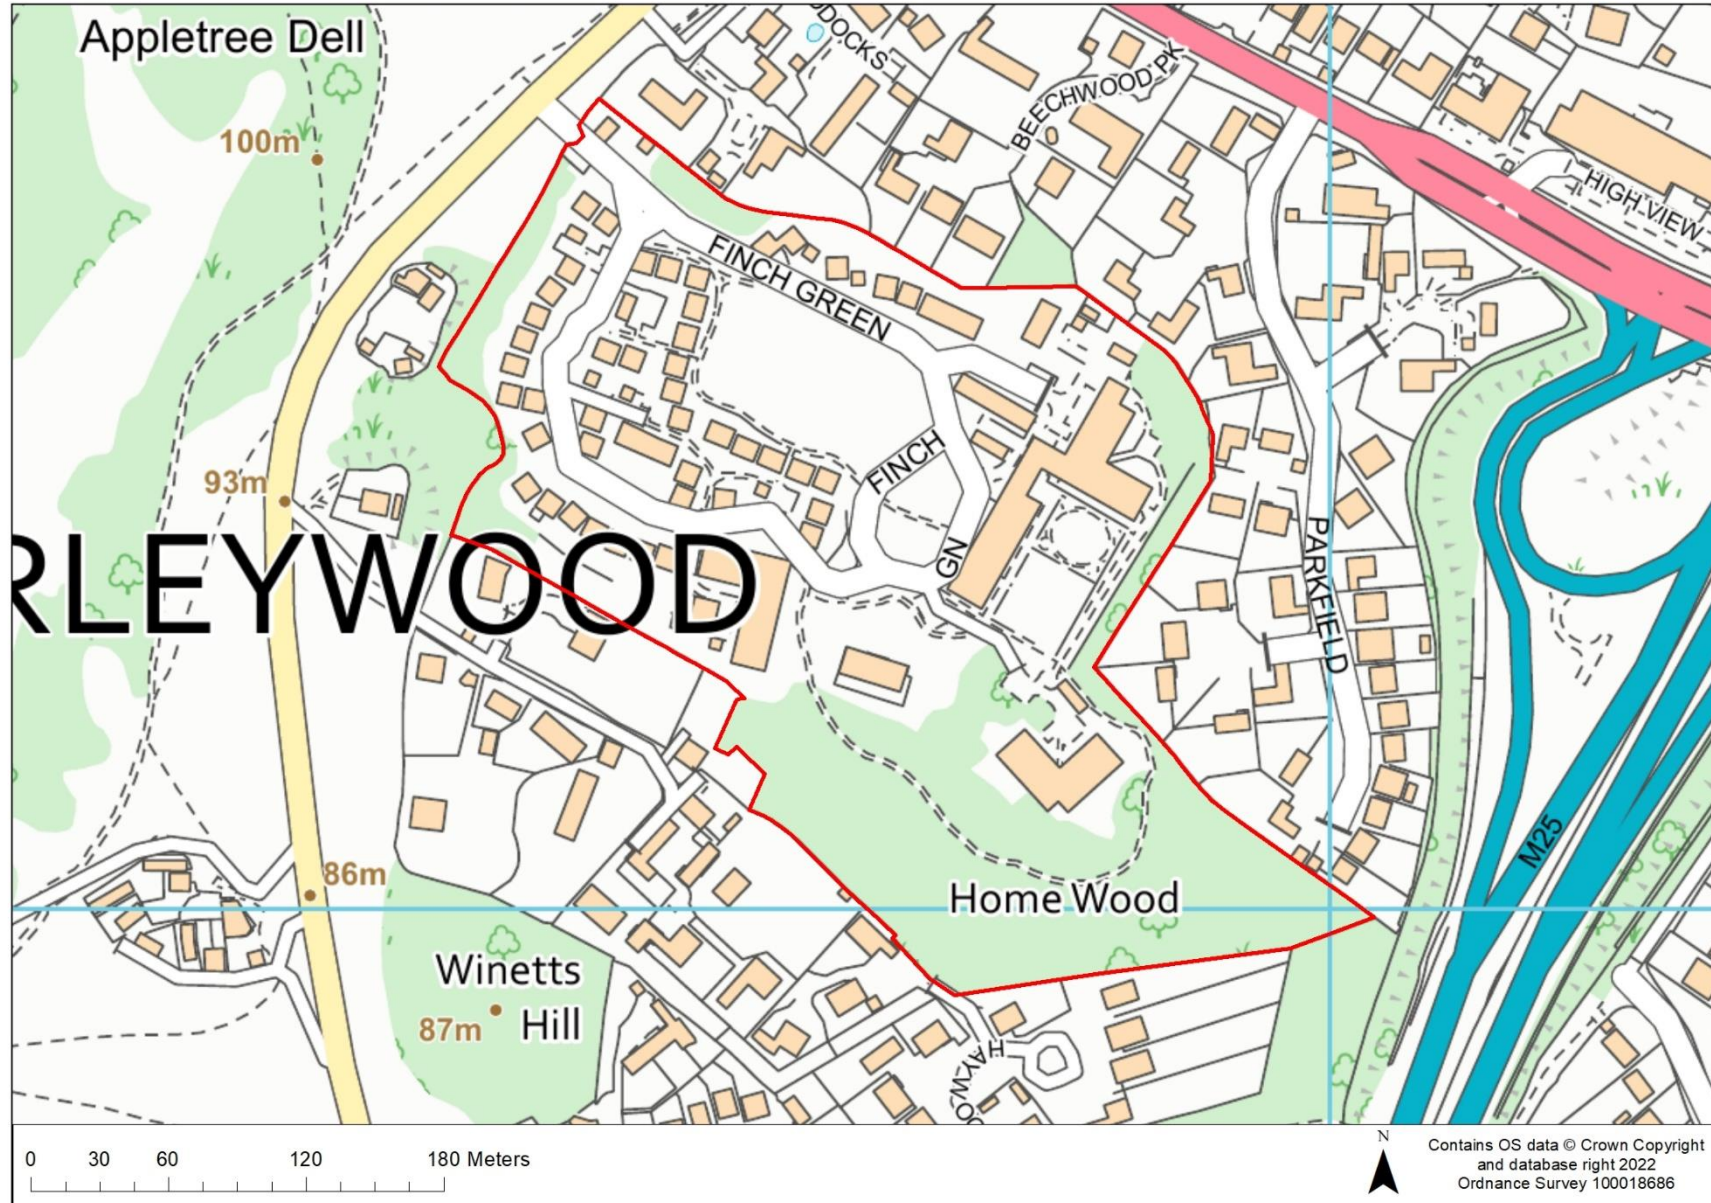 Appletree Dell
DDOCKS
BEECHWOOD PK
100m
HIGH VIEW
FINCH GREEN
FINCH
GN
93m
RLEYWOOD
PARKFIELD
M25
86m
Home Wood
Winetts
Hill
87m
HAYWO
0 30 60 120 180 Meters
N
Contains OS data © Crown Copyright
and database right 2022
Ordnance Survey 100018686